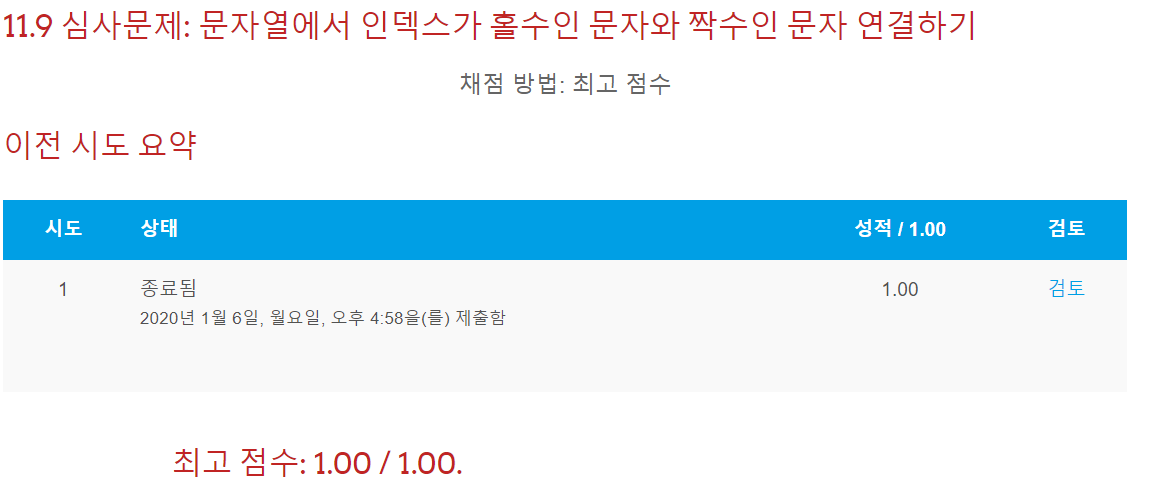 11.9 심사문제: 문자열에서 인덱스가 홀수인 문자와 짝수인 문자 연결하기
채점 방법: 최고 점수
이전 시도 요약
시도 상태 성적 / 1.00 검토
1 종료됨 1.00 검토
2020년 1월 6일, 월요일, 오후 4:58을(를) 제출함
최고 점수: 1.00 / 1.00.